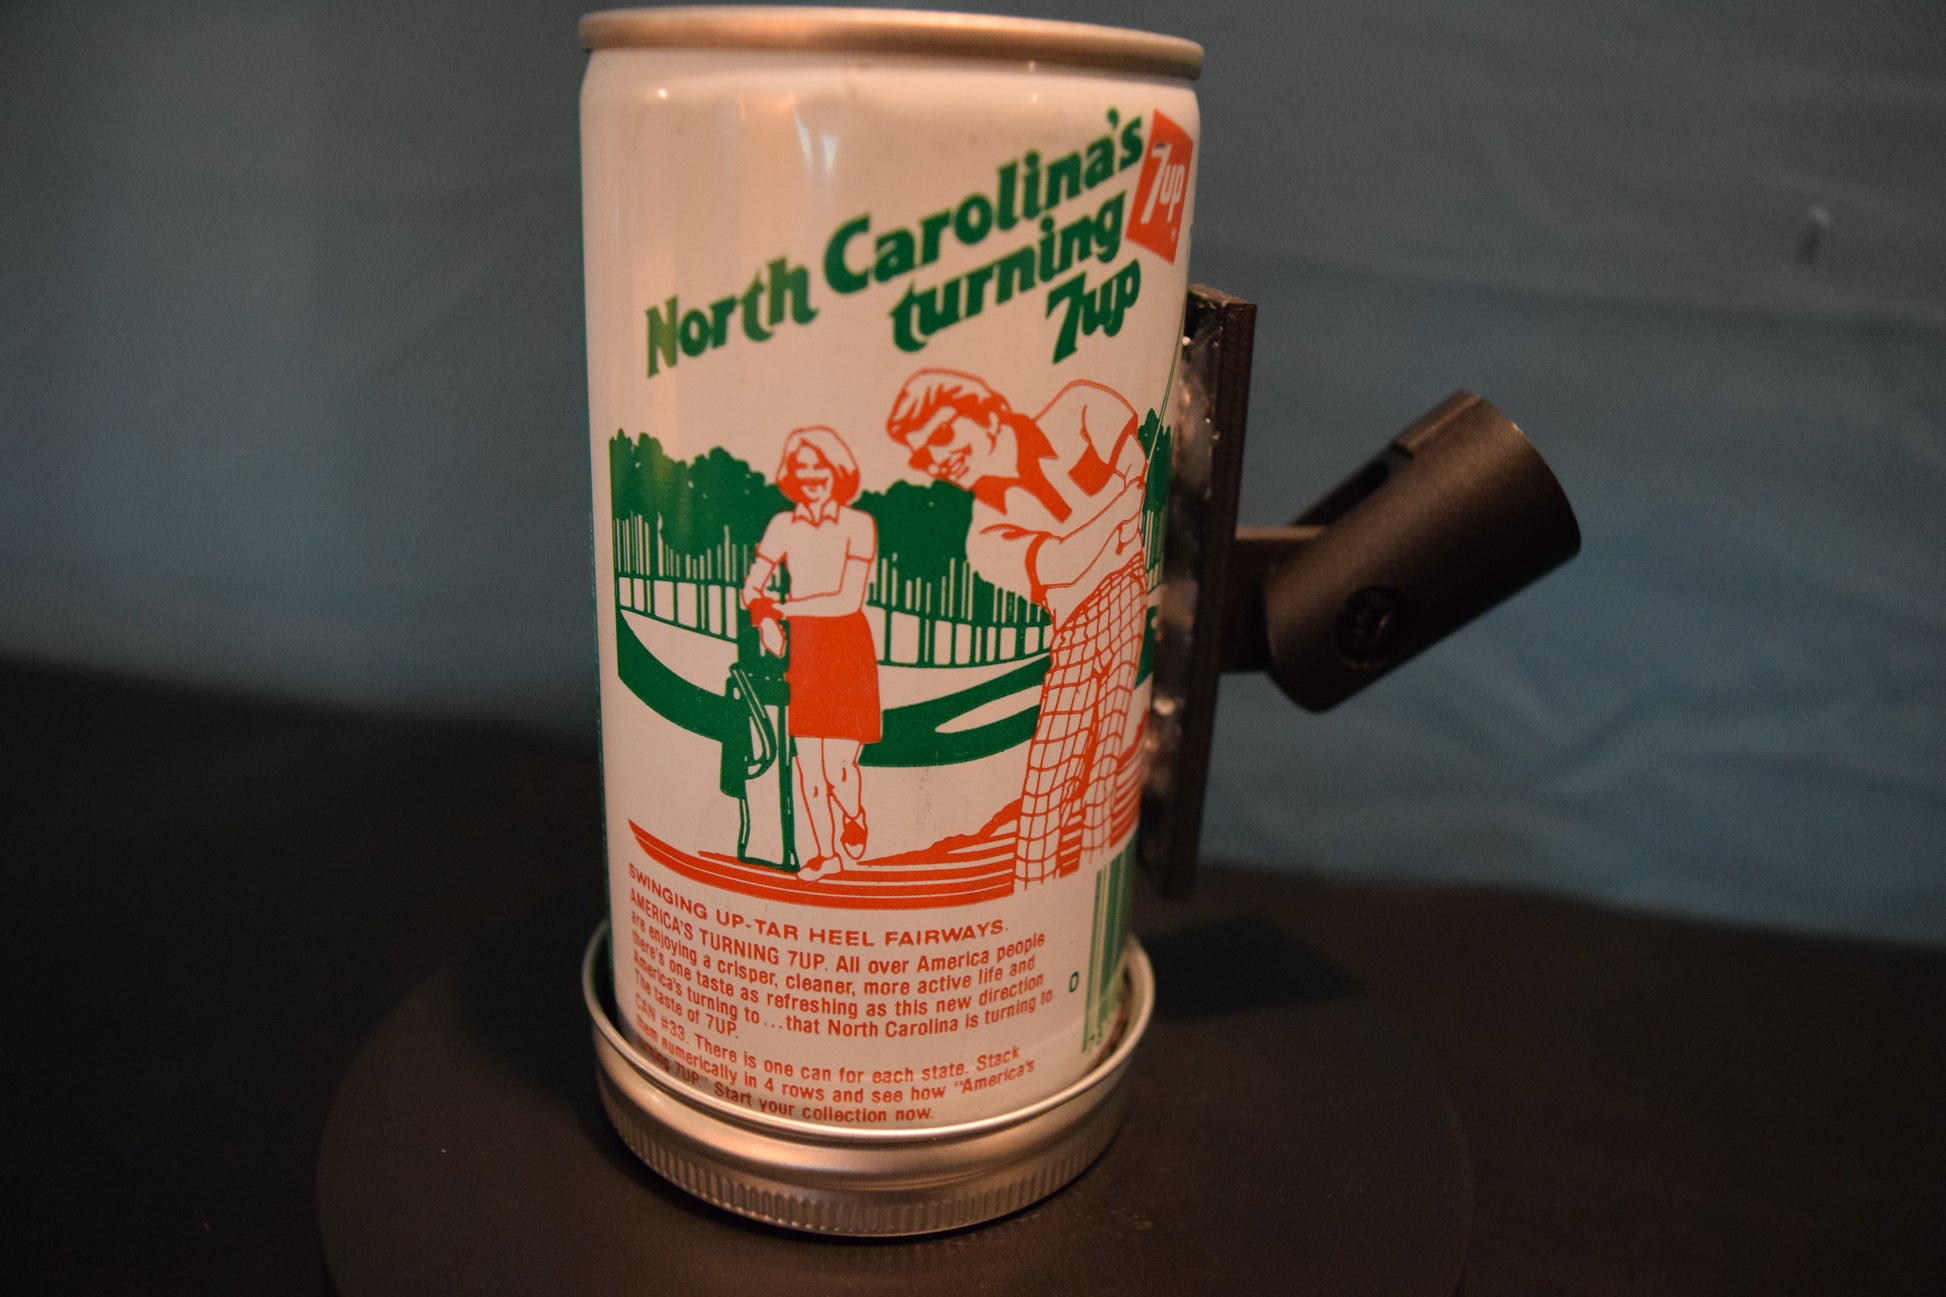 North Carolina's
turning
7up
7up
SWINGING UP-TAR HEEL FAIRWAYS.
AMERICA'S TURNING 7UP. All over America people
are enjoying a crisper, cleaner, more active life and
there's one taste as refreshing as this new direction
America's turning to...that North Carolina is turning to.
The taste of 7UP.
CAN #33. There is one can for each state. Stack
them numerically in 4 rows and see how "America's
turning 7UP." Start your collection now.
0